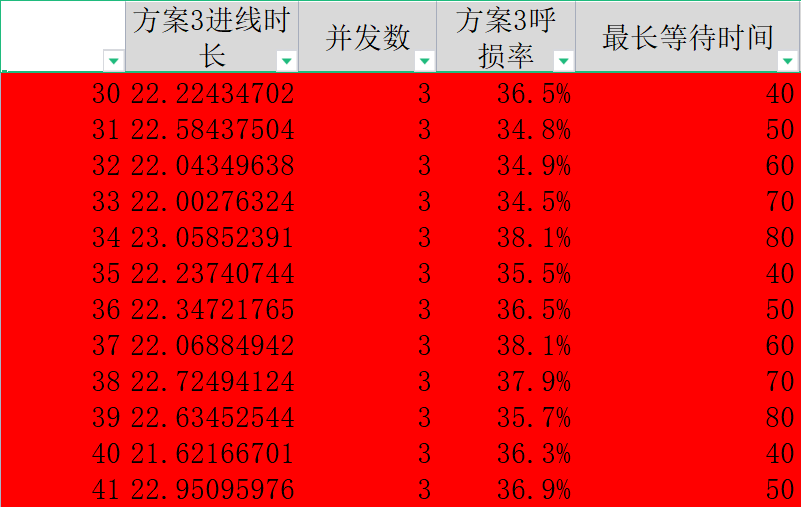 方案3进线时长 并发数 方案3呼损率 最长等待时间
30 22.22434702 3 36.5% 40
31 22.58437504 3 34.8% 50
32 22.04349638 3 34.9% 60
33 22.00276324 3 34.5% 70
34 23.05852391 3 38.1% 80
35 22.23740744 3 35.5% 40
36 22.34721765 3 36.5% 50
37 22.06884942 3 38.1% 60
38 22.72494124 3 37.9% 70
39 22.63452544 3 35.7% 80
40 21.62166701 3 36.3% 40
41 22.95095976 3 36.9% 50